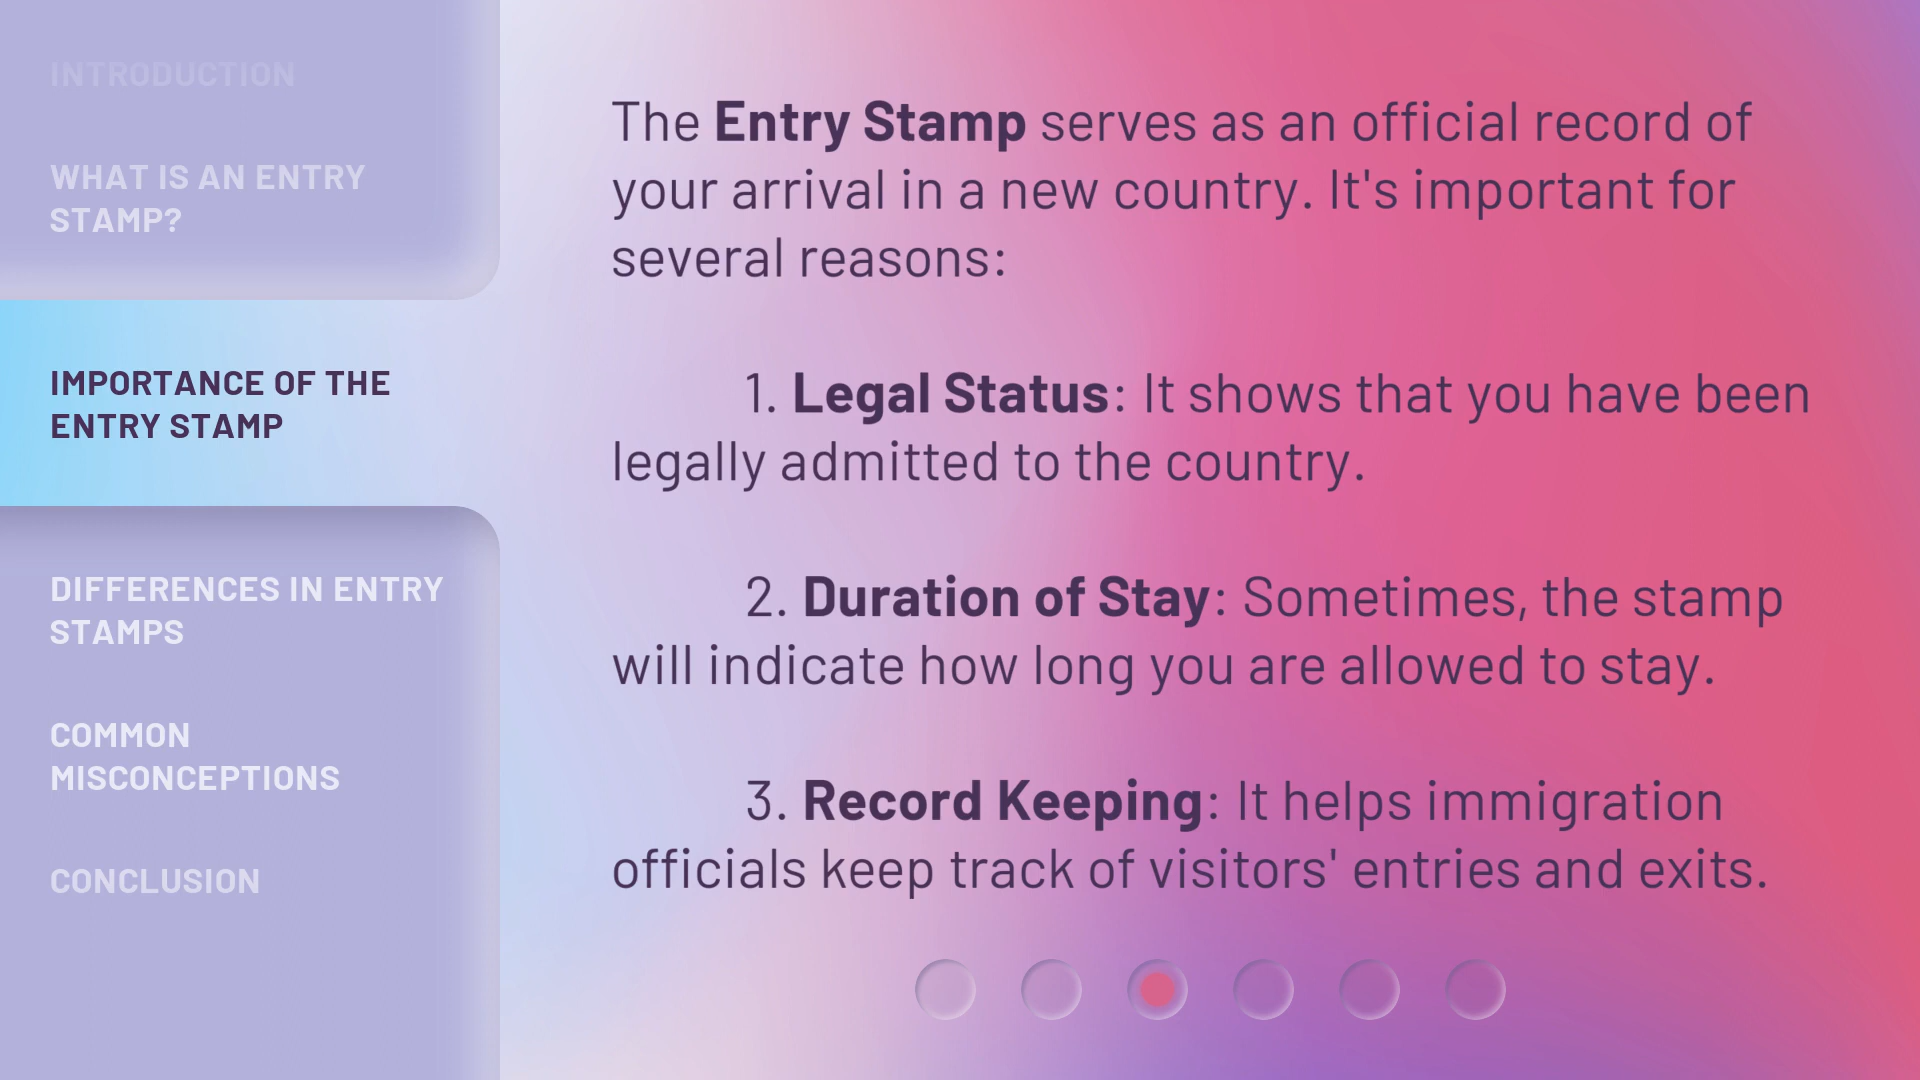 INTRODUCTION
WHAT IS AN ENTRY
STAMP?
IMPORTANCE OF THE
ENTRY STAMP
DIFFERENCES IN ENTRY
STAMPS
COMMON
MISCONCEPTIONS
CONCLUSION
The Entry Stamp serves as an official record of
your arrival in a new country. It's important for
several reasons:
1. Legal Status: It shows that you have been
legally admitted to the country.
2. Duration of Stay: Sometimes, the stamp
will indicate how long you are allowed to stay.
3. Record Keeping: It helps immigration
officials keep track of visitors' entries and exits.